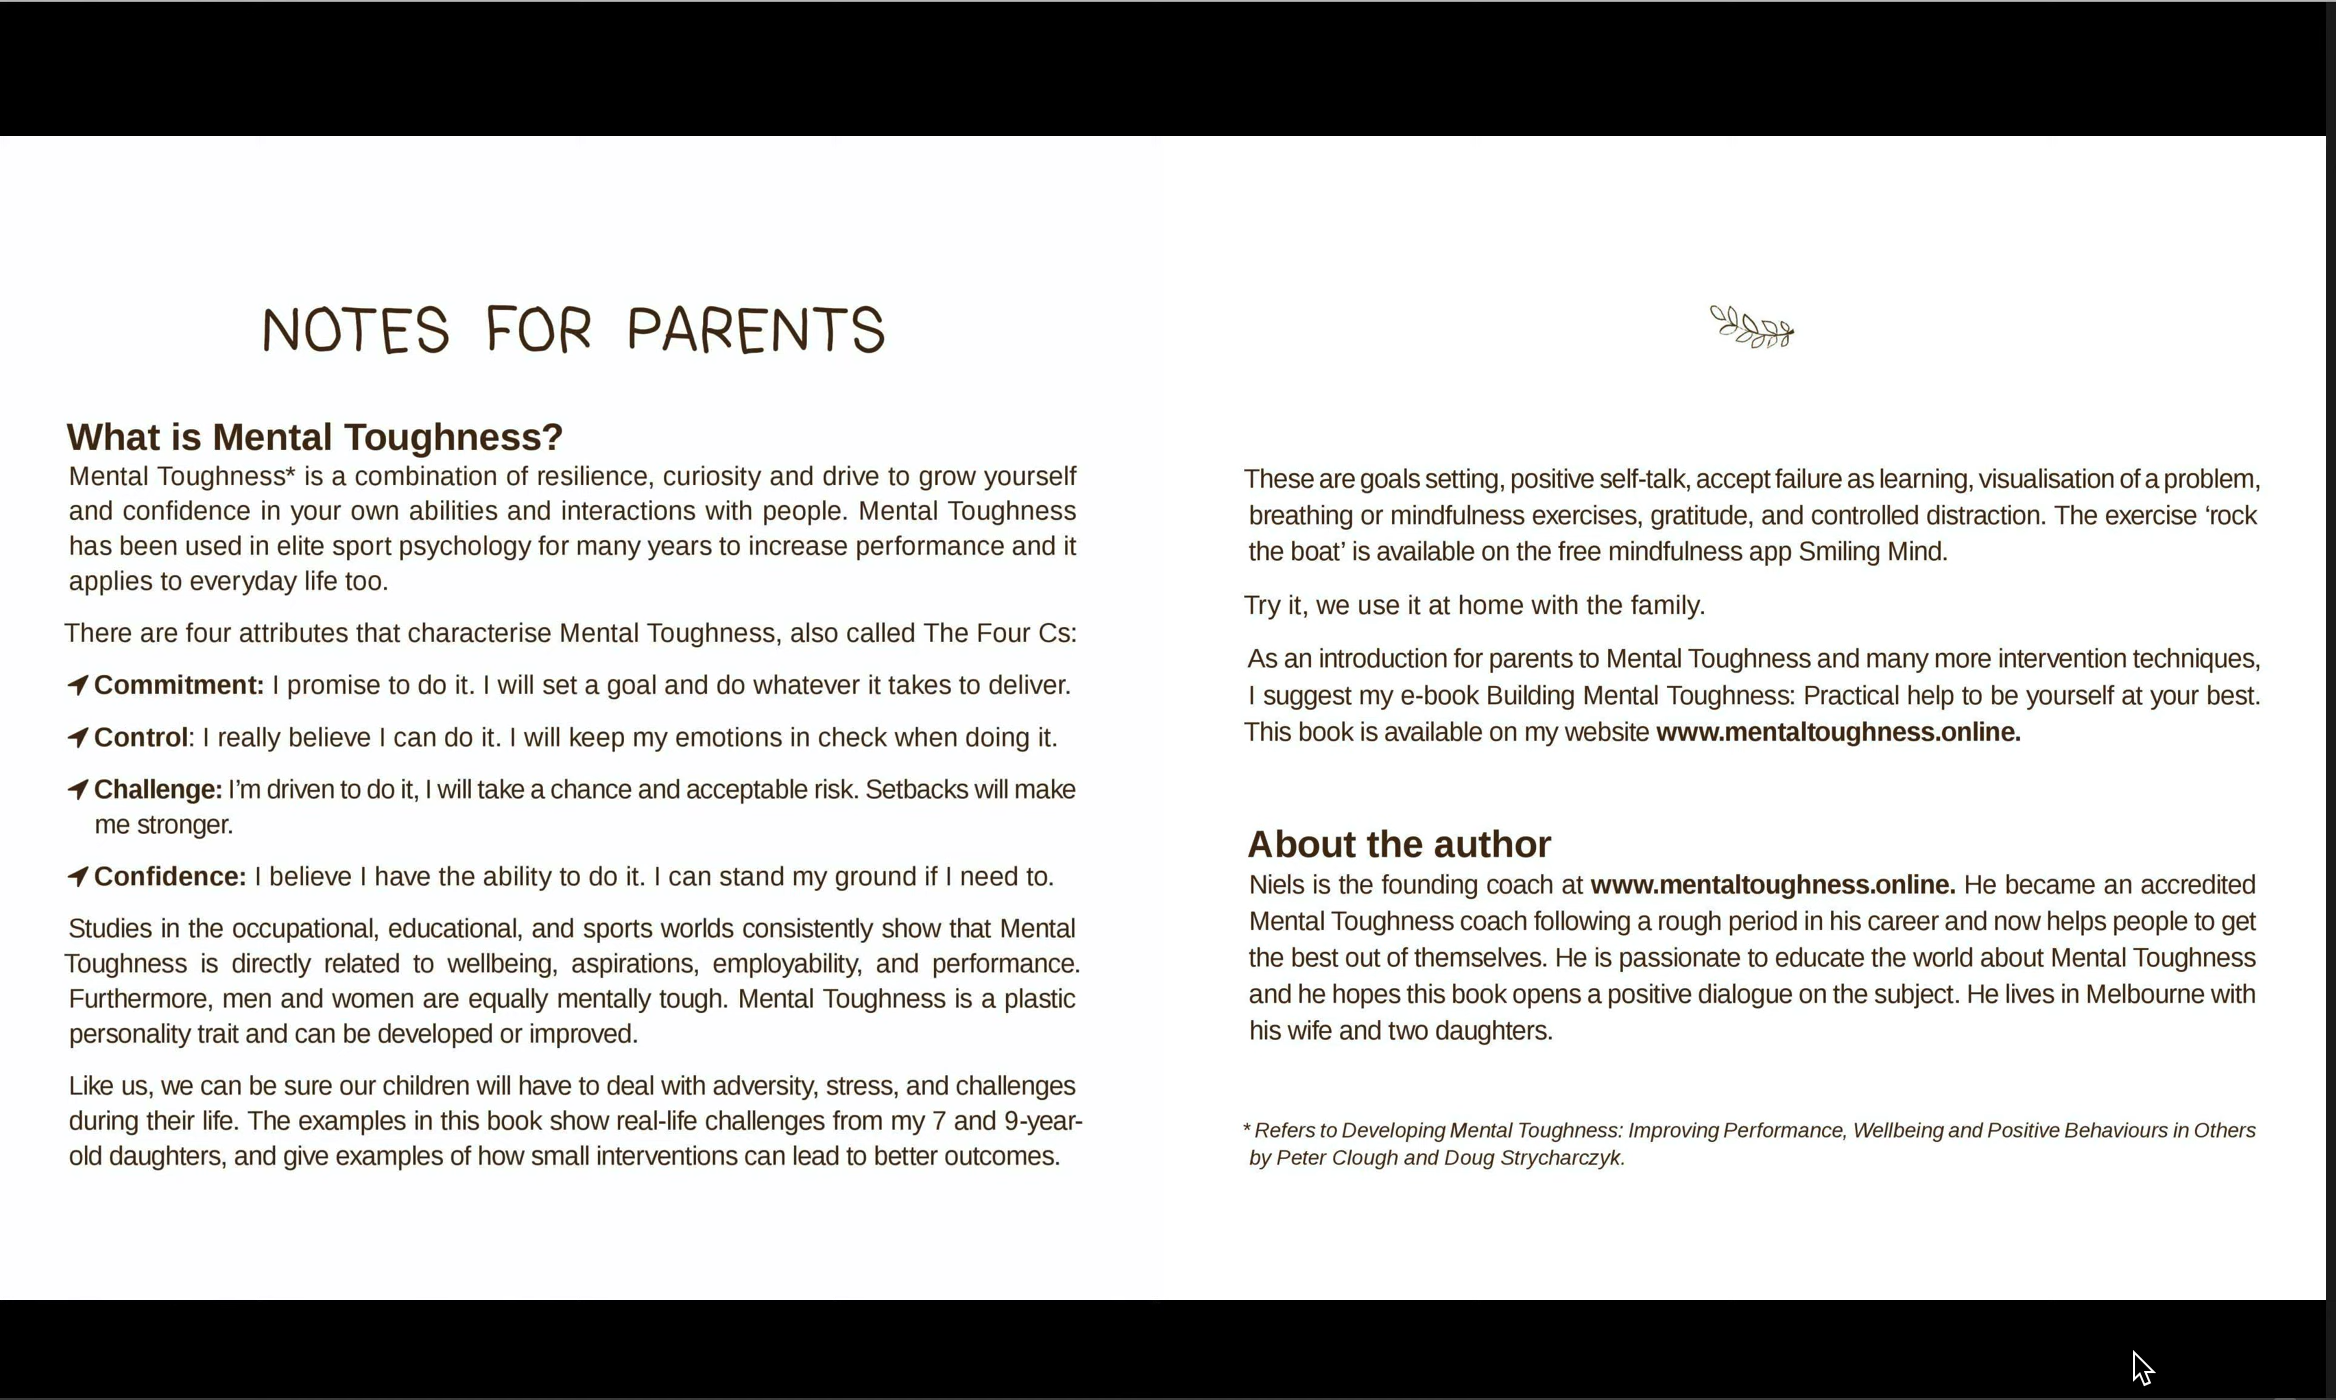 NOTES FOR PARENTS
What is Mental Toughness?
Mental Toughness* is a combination of resilience, curiosity and drive to grow yourself
and confidence in your own abilities and interactions with people. Mental Toughness
has been used in elite sport psychology for many years to increase performance and it
applies to everyday life too.
There are four attributes that characterise Mental Toughness, also called The Four Cs:
Commitment: I promise to do it. I will set a goal and do whatever it takes to deliver.
Control: I really believe I can do it. I will keep my emotions in check when doing it.
Challenge: I’m driven to do it, I will take a chance and acceptable risk. Setbacks will make
me stronger.
Confidence: I believe I have the ability to do it. I can stand my ground if I need to.
Studies in the occupational, educational, and sports worlds consistently show that Mental
Toughness is directly related to wellbeing, aspirations, employability, and performance.
Furthermore, men and women are equally mentally tough. Mental Toughness is a plastic
personality trait and can be developed or improved.
Like us, we can be sure our children will have to deal with adversity, stress, and challenges
during their life. The examples in this book show real-life challenges from my 7 and 9-year-
old daughters, and give examples of how small interventions can lead to better outcomes.
These are goals setting, positive self-talk, accept failure as learning, visualisation of a problem,
breathing or mindfulness exercises, gratitude, and controlled distraction. The exercise ‘rock
the boat’ is available on the free mindfulness app Smiling Mind.
Try it, we use it at home with the family.
As an introduction for parents to Mental Toughness and many more intervention techniques,
I suggest my e-book Building Mental Toughness: Practical help to be yourself at your best.
This book is available on my website www.mentaltoughness.online.
About the author
Niels is the founding coach at www.mentaltoughness.online. He became an accredited
Mental Toughness coach following a rough period in his career and now helps people to get
the best out of themselves. He is passionate to educate the world about Mental Toughness
and he hopes this book opens a positive dialogue on the subject. He lives in Melbourne with
his wife and two daughters.
* Refers to Developing Mental Toughness: Improving Performance, Wellbeing and Positive Behaviours in Others
by Peter Clough and Doug Strycharczyk.